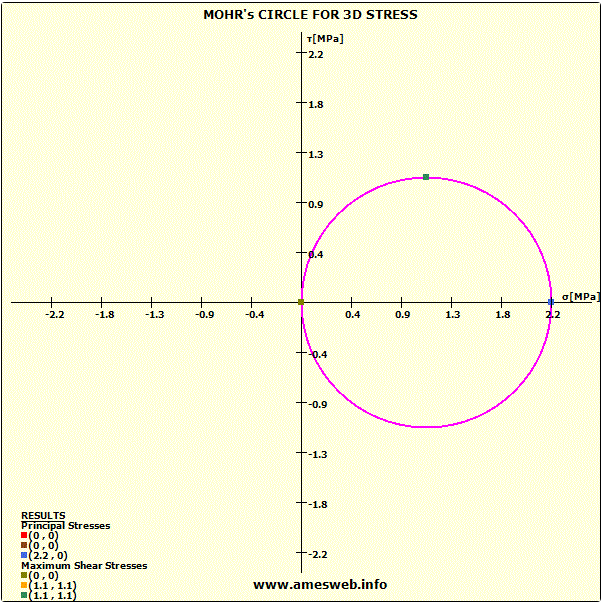 MOHR's CIRCLE FOR 3D STRESS
τ[MPa]
2.2
1.8
1.3
0.9
0.4
σ[MPa]
-2.2 -1.8 -1.3 -0.9 -0.4 0.4 0.9 1.3 1.8 2.2
-0.4
-0.9
-1.3
-1.8
-2.2
RESULTS
Principal Stresses
(0 , 0)
(0 , 0)
(2.2 , 0)
Maximum Shear Stresses
(0 , 0)
(1.1 , 1.1)
(1.1 , 1.1)
www.amesweb.info